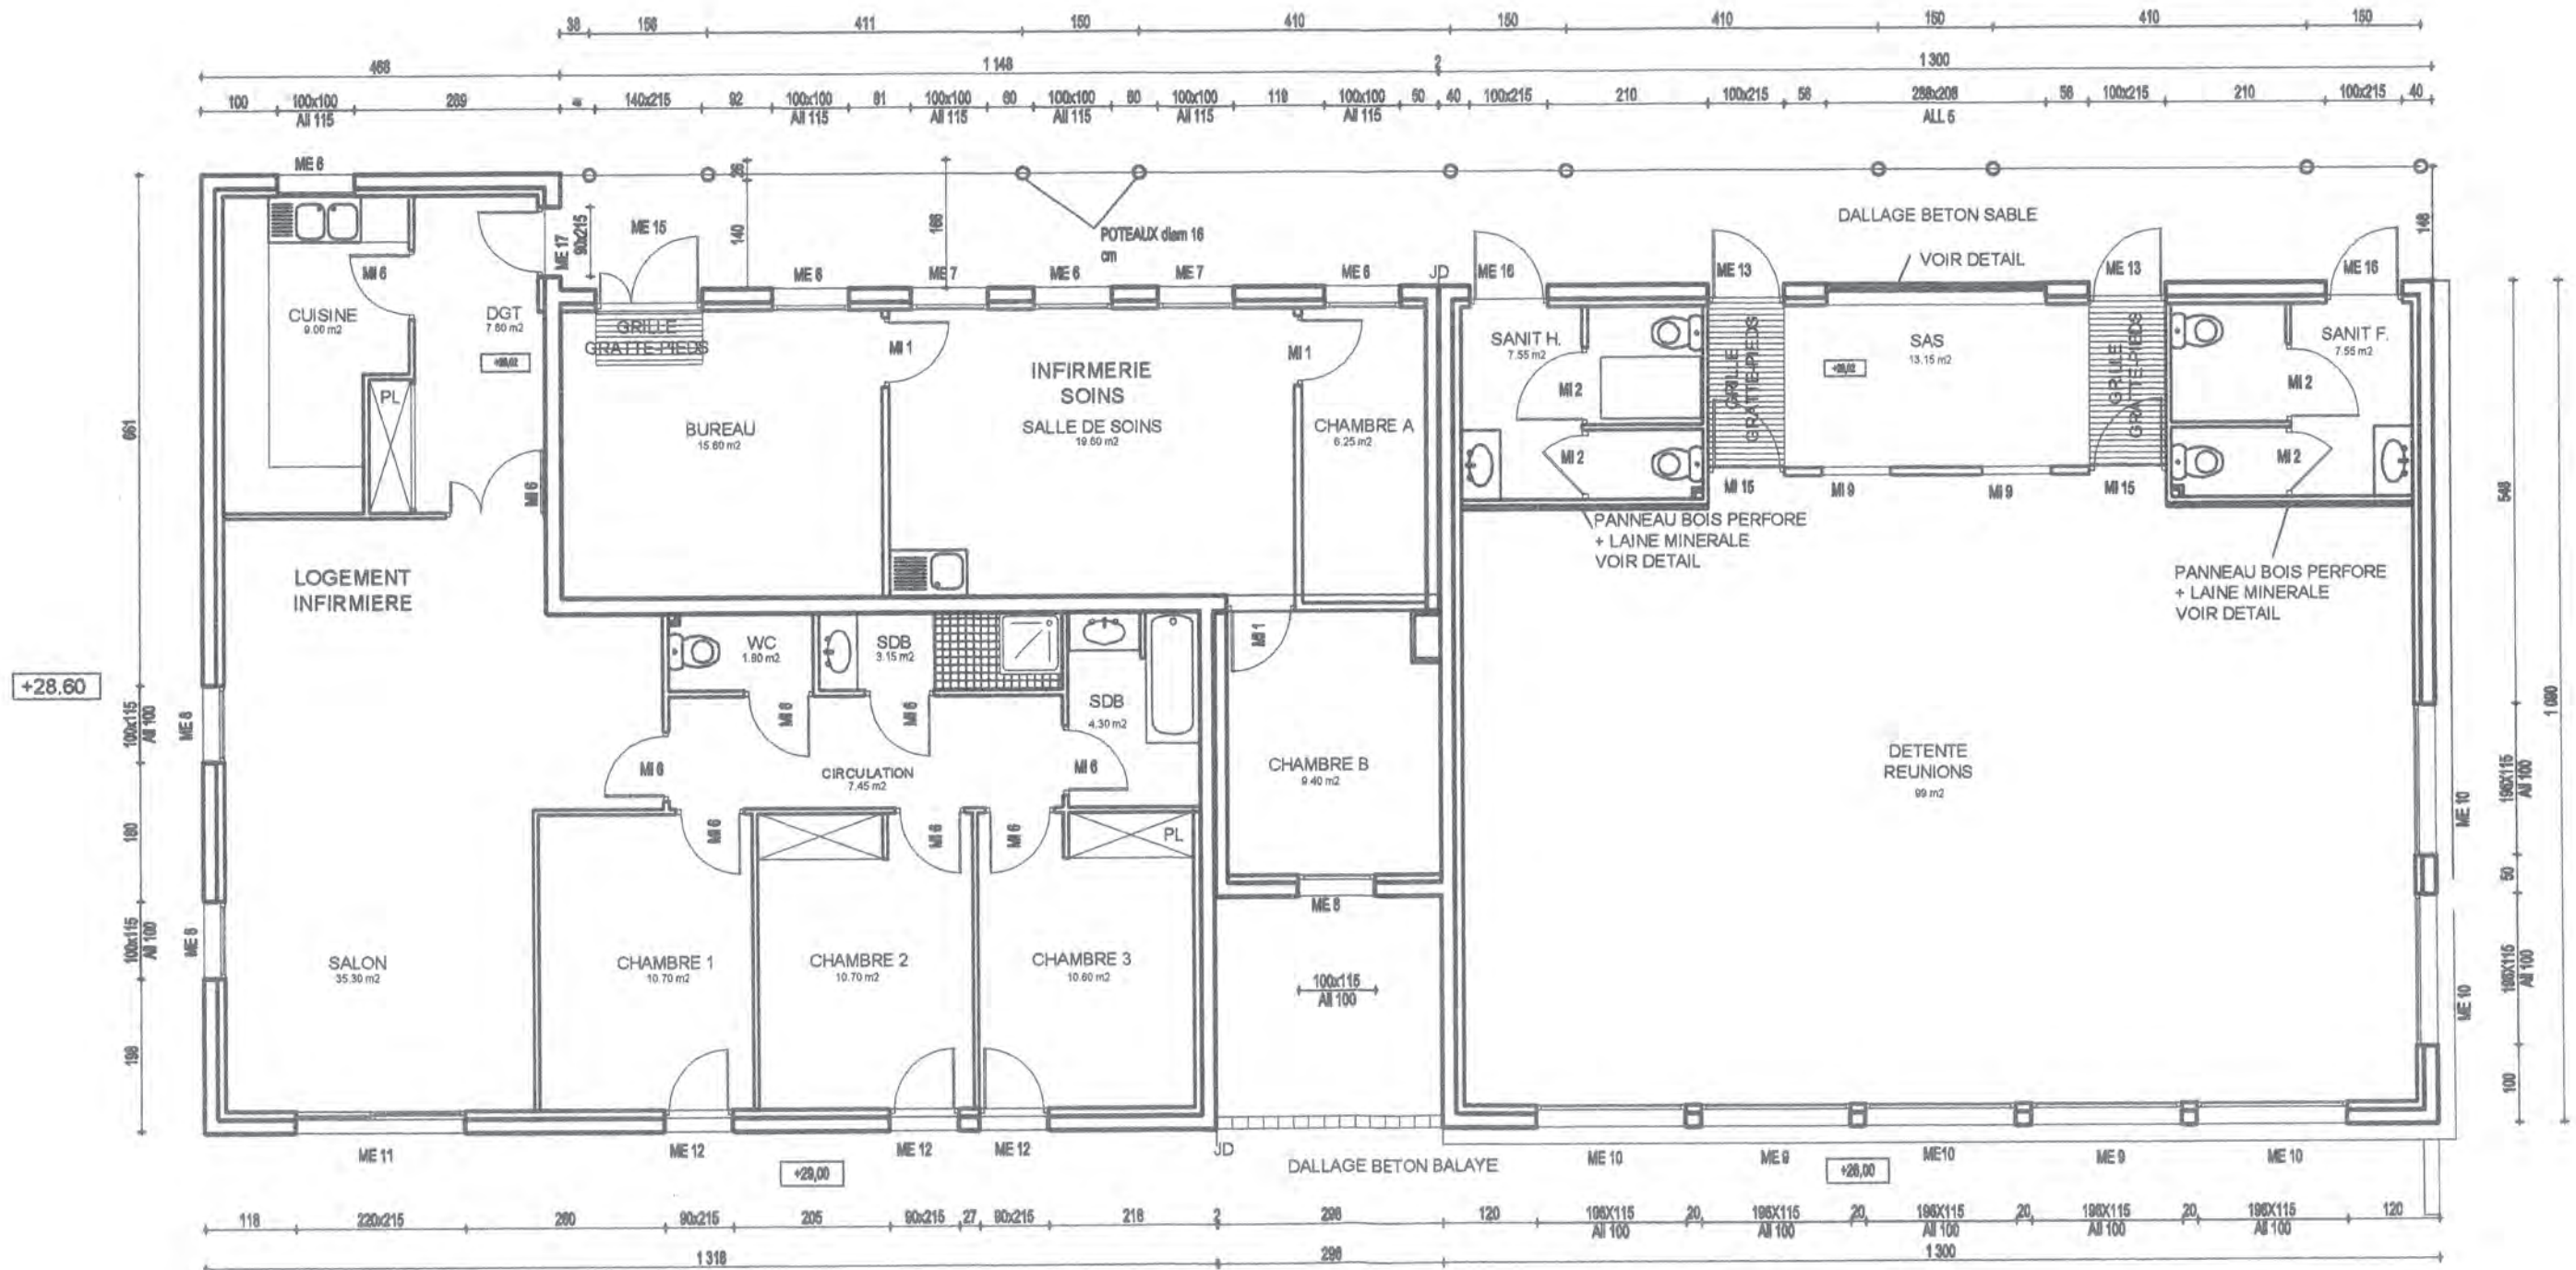 38 158 411 150 410 150 410 150 410 150
468 1 148 2 1 300
100 100x100 289 140x215 92 100x100 81 100x100 60 100x100 60 100x100 119 100x100 60 40 100x215 210 100x215 56 288x208 56 100x215 210 100x215 40
All 115 All 115 All 115 All 115 All 115 All 115 ALL 5
ME 6
26
90x215
ME 17
ME 15
140
166
POTEAUX diam 16
cm
DALLAGE BETON SABLE
VOIR DETAIL
148
ME 6 ME 7 ME 6 ME 7 ME 6 JD ME 16 ME 13 ME 13 ME 16
MI 6
CUISINE
9.00 m2
DGT
7.60 m2
PL
MI 6
GRILLE
GRATTE-PIEDS
MI 1
BUREAU
15.60 m2
INFIRMERIE
SOINS
SALLE DE SOINS
19.60 m2
MI 1
CHAMBRE A
6.25 m2
SANIT H.
7.55 m2
MI 2
MI 2
GRILLE
GRATTE-PIEDS
SAS
13.15 m2
GRILLE
GRATTE-PIEDS
SANIT F.
7.55 m2
MI 2
MI 2
MI 15 MI 9 MI 9 MI 15
661
548
1 090
PANNEAU BOIS PERFORE
+ LAINE MINERALE
VOIR DETAIL
PANNEAU BOIS PERFORE
+ LAINE MINERALE
VOIR DETAIL
LOGEMENT
INFIRMIERE
+28.60
WC
1.80 m2
SDB
3.15 m2
SDB
4.30 m2
MI 1
MI 6
MI 6
MI 6
MI 6
CIRCULATION
7.45 m2
CHAMBRE B
9.40 m2
DETENTE
REUNIONS
99 m2
100x115
All 100
ME 8
180
100x115
All 100
198
196X115
All 100
ME 10
50
196X115
All 100
ME 10
100
MI 6
MI 6
MI 6
PL
ME 8
SALON
35.30 m2
CHAMBRE 1
10.70 m2
CHAMBRE 2
10.70 m2
CHAMBRE 3
10.60 m2
100x115
All 100
ME 11 ME 12 ME 12 ME 12
+29,00
JD
DALLAGE BETON BALAYE
ME 10 ME 9 ME10 ME 9 ME 10
118 220x215 260 90x215 205 90x215 27 90x215 218 2 298 120 196X115 20 196X115 20 196X115 20 196X115 20 196X115 120
All 100 All 100 All 100 All 100 All 100
1 318 298 1 300